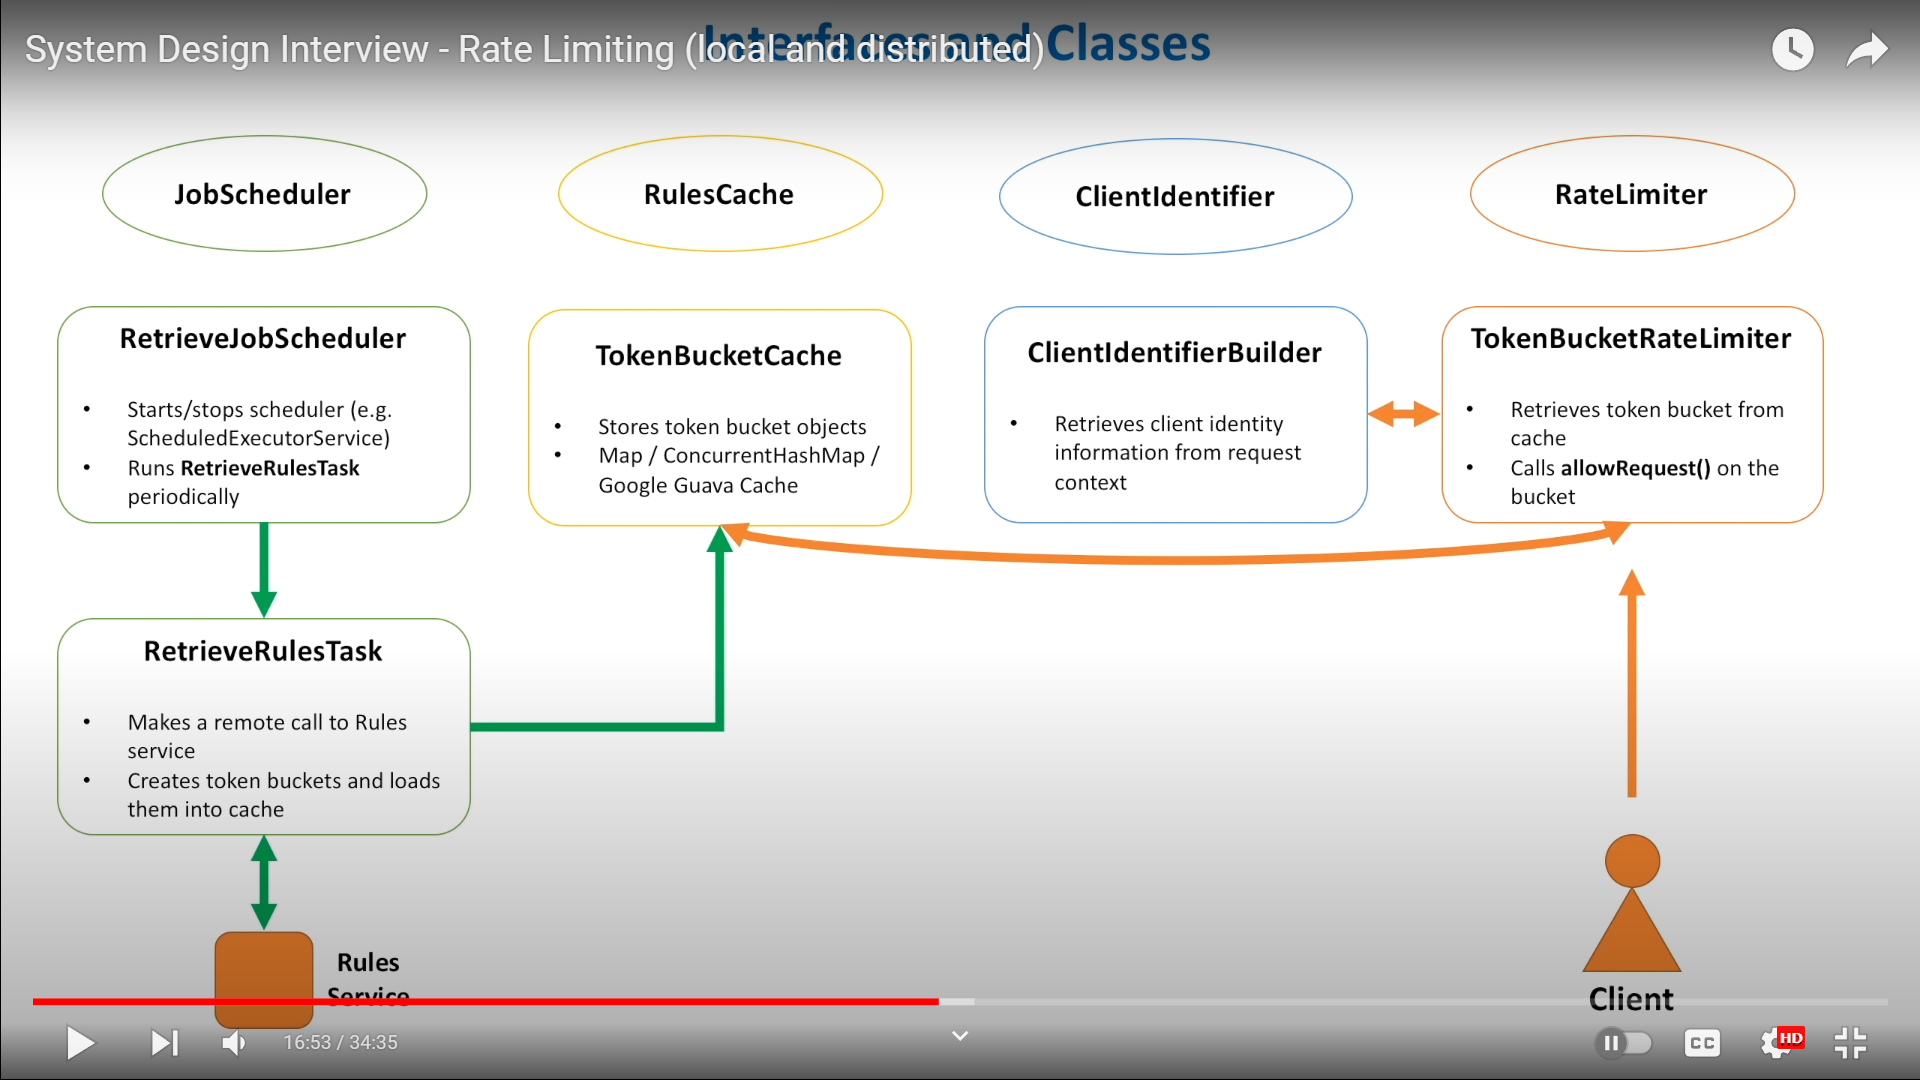 Interfaces and Classes
System Design Interview - Rate Limiting (local and distributed)
JobScheduler
RulesCache
ClientIdentifier
RateLimiter
RetrieveJobScheduler
• Starts/stops scheduler (e.g.
ScheduledExecutorService)
• Runs RetrieveRulesTask
periodically
TokenBucketCache
• Stores token bucket objects
• Map / ConcurrentHashMap /
Google Guava Cache
ClientIdentifierBuilder
• Retrieves client identity
information from request
context
TokenBucketRateLimiter
• Retrieves token bucket from
cache
• Calls allowRequest() on the
bucket
RetrieveRulesTask
• Makes a remote call to Rules
service
• Creates token buckets and loads
them into cache
Rules
Service
Client
16:53 / 34:35
CC
HD